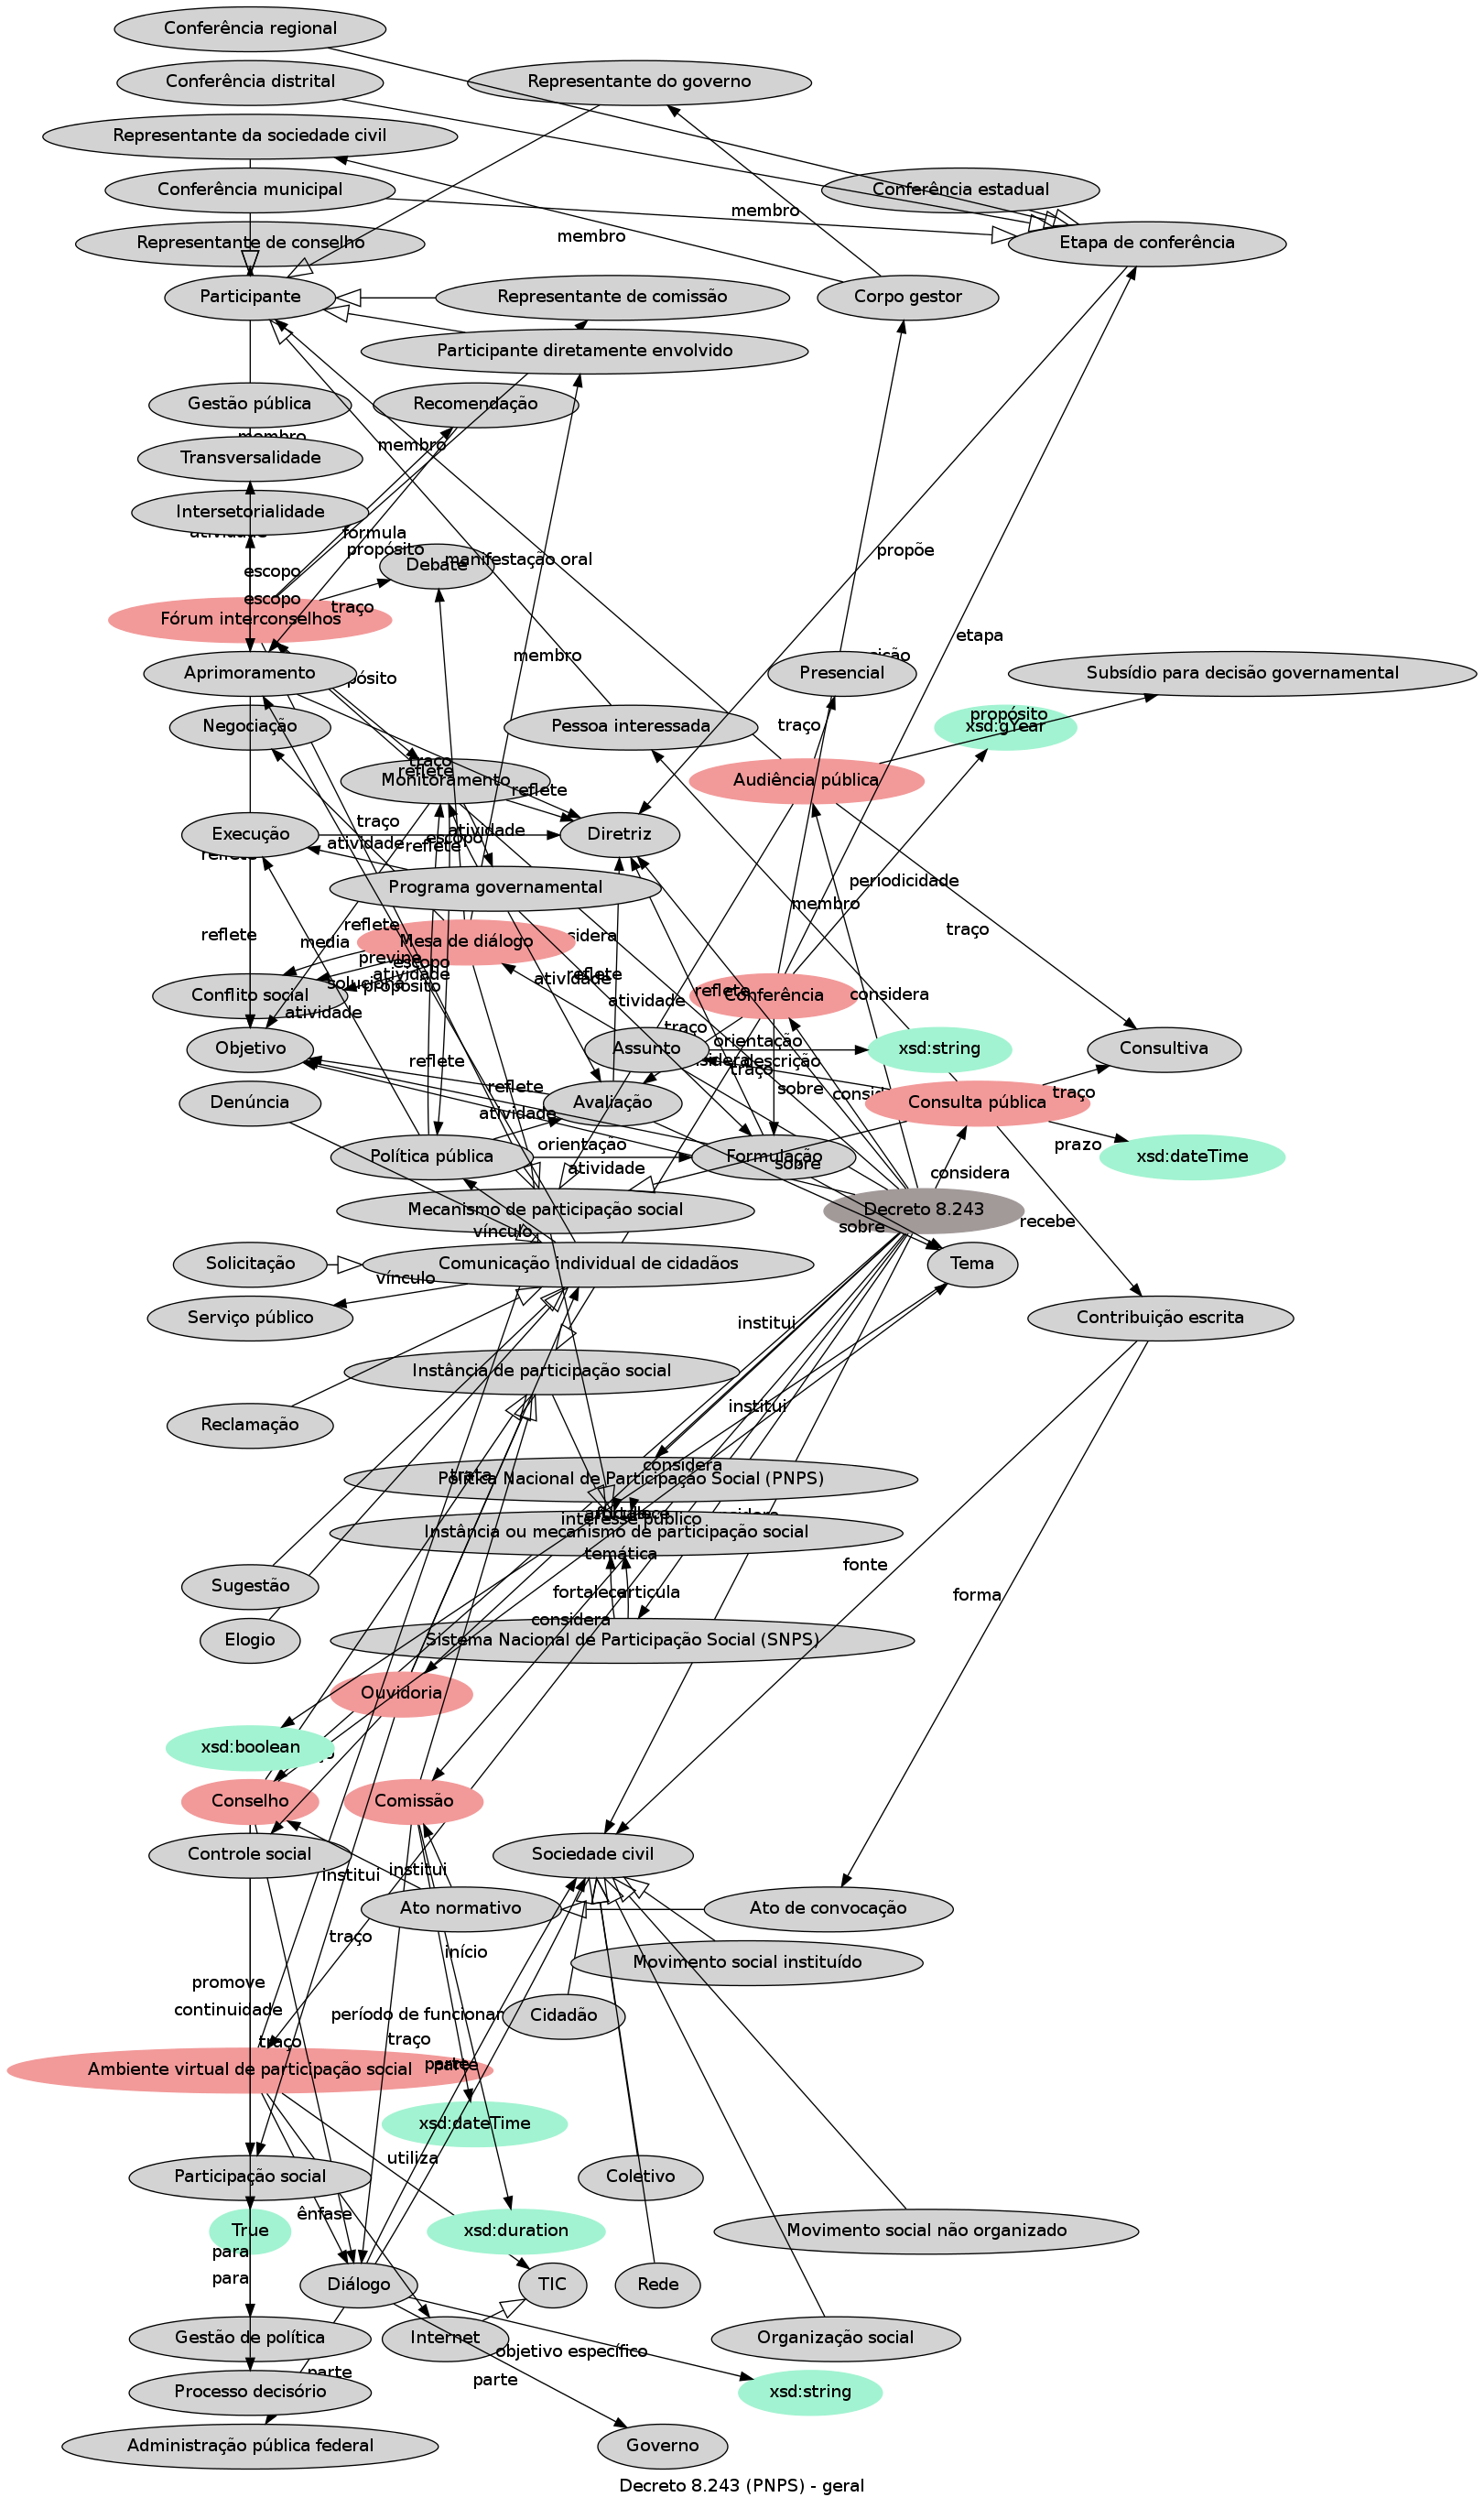 Conferência regional
Conferência distrital
Representante do governo
Representante da sociedade civil
Conferência municipal
Conferência estadual
membro
membro
Representante de conselho
Etapa de conferência
Participante
Representante de comissão
Corpo gestor
Participante diretamente envolvido
Gestão pública
Recomendação
membro
membro
Transversalidade
Intersetorialidade
atividade
formula
propósito
propõe
manifestação oral
Debate
escopo
escopo
traço
Fórum interconselhos
etapa
membro
Aprimoramento
Presencial
Subsídio para decisão governamental
propósito
Negociação
Pessoa interessada
traço
xsd:gYear
traço
reflete
Monitoramento
reflete
Audiência pública
traço
Execução
atividade
reflete
atividade
escopo
Diretriz
reflete
Programa governamental
periodicidade
membro
reflete
reflete
media
Mesa de diálogo
traço
previne
escopo
atividade
soluciona
propósito
atividade
reflete
reflete
Conflito social
atividade
atividade
Conferência
considera
Objetivo
traço
orientação
Assunto
xsd:string
Consultiva
reflete
descrição
traço
reflete
sobre
traço
Denúncia
atividade
Avaliação
Consulta pública
prazo
Política pública
orientação
atividade
Formulação
sobre
xsd:dateTime
considera
Mecanismo de participação social
Decreto 8.243
vínculo
sobre
recebe
Solicitação
Comunicação individual de cidadãos
Tema
vínculo
Serviço público
Contribuição escrita
institui
Instância de participação social
institui
Reclamação
trata
considera
Política Nacional de Participação Social (PNPS)
interesse público
Instância ou mecanismo de participação social
temática
fonte
Sugestão
fortalece
articula
forma
considera
Elogio
Sistema Nacional de Participação Social (SNPS)
Ouvidoria
xsd:boolean
Conselho
Comissão
Controle social
Sociedade civil
institui
institui
Ato normativo
Ato de convocação
traço
início
Movimento social instituído
promove
continuidade
Cidadão
traço
traço
parte
Ambiente virtual de participação social
xsd:dateTime
utiliza
Participação social
Coletivo
ênfase
True
xsd:duration
Movimento social não organizado
para
para
Diálogo
TIC
Rede
Gestão de política
Internet
Organização social
objetivo específico
parte
parte
Processo decisório
xsd:string
Administração pública federal
Governo
Decreto 8.243 (PNPS) - geral